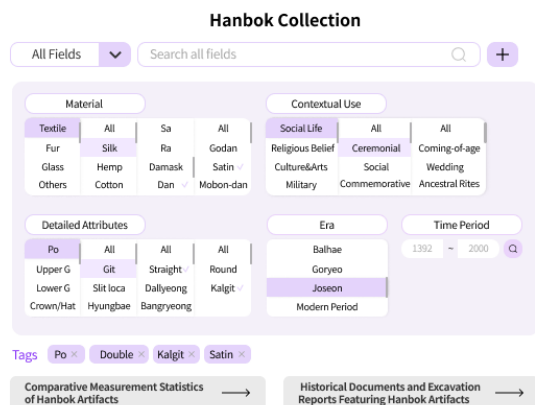 Hanbok Collection
All Fields Search all fields +
Material Contextual Use
Textile All Sa All Social Life All All
Fur Silk Ra Godan Religious Belief Ceremonial Coming-of-age
Glass Hemp Damask Satin ✓ Culture&Arts Social Wedding
Others Cotton Dan ✓ Mobon-dan Military Commemorative Ancestral Rites
Detailed Attributes Era Time Period
Po All All All Balhae 1392 ~ 2000
Upper G Git Straight ✓ Round Goryeo
Lower G Slit loca Dallyeong Kalgit ✓ Joseon
Crown/Hat Hyungbae Bangryeong Modern Period
Tags Po × Double × Kalgit × Satin ×
Comparative Measurement Statistics
of Hanbok Artifacts
Historical Documents and Excavation
Reports Featuring Hanbok Artifacts